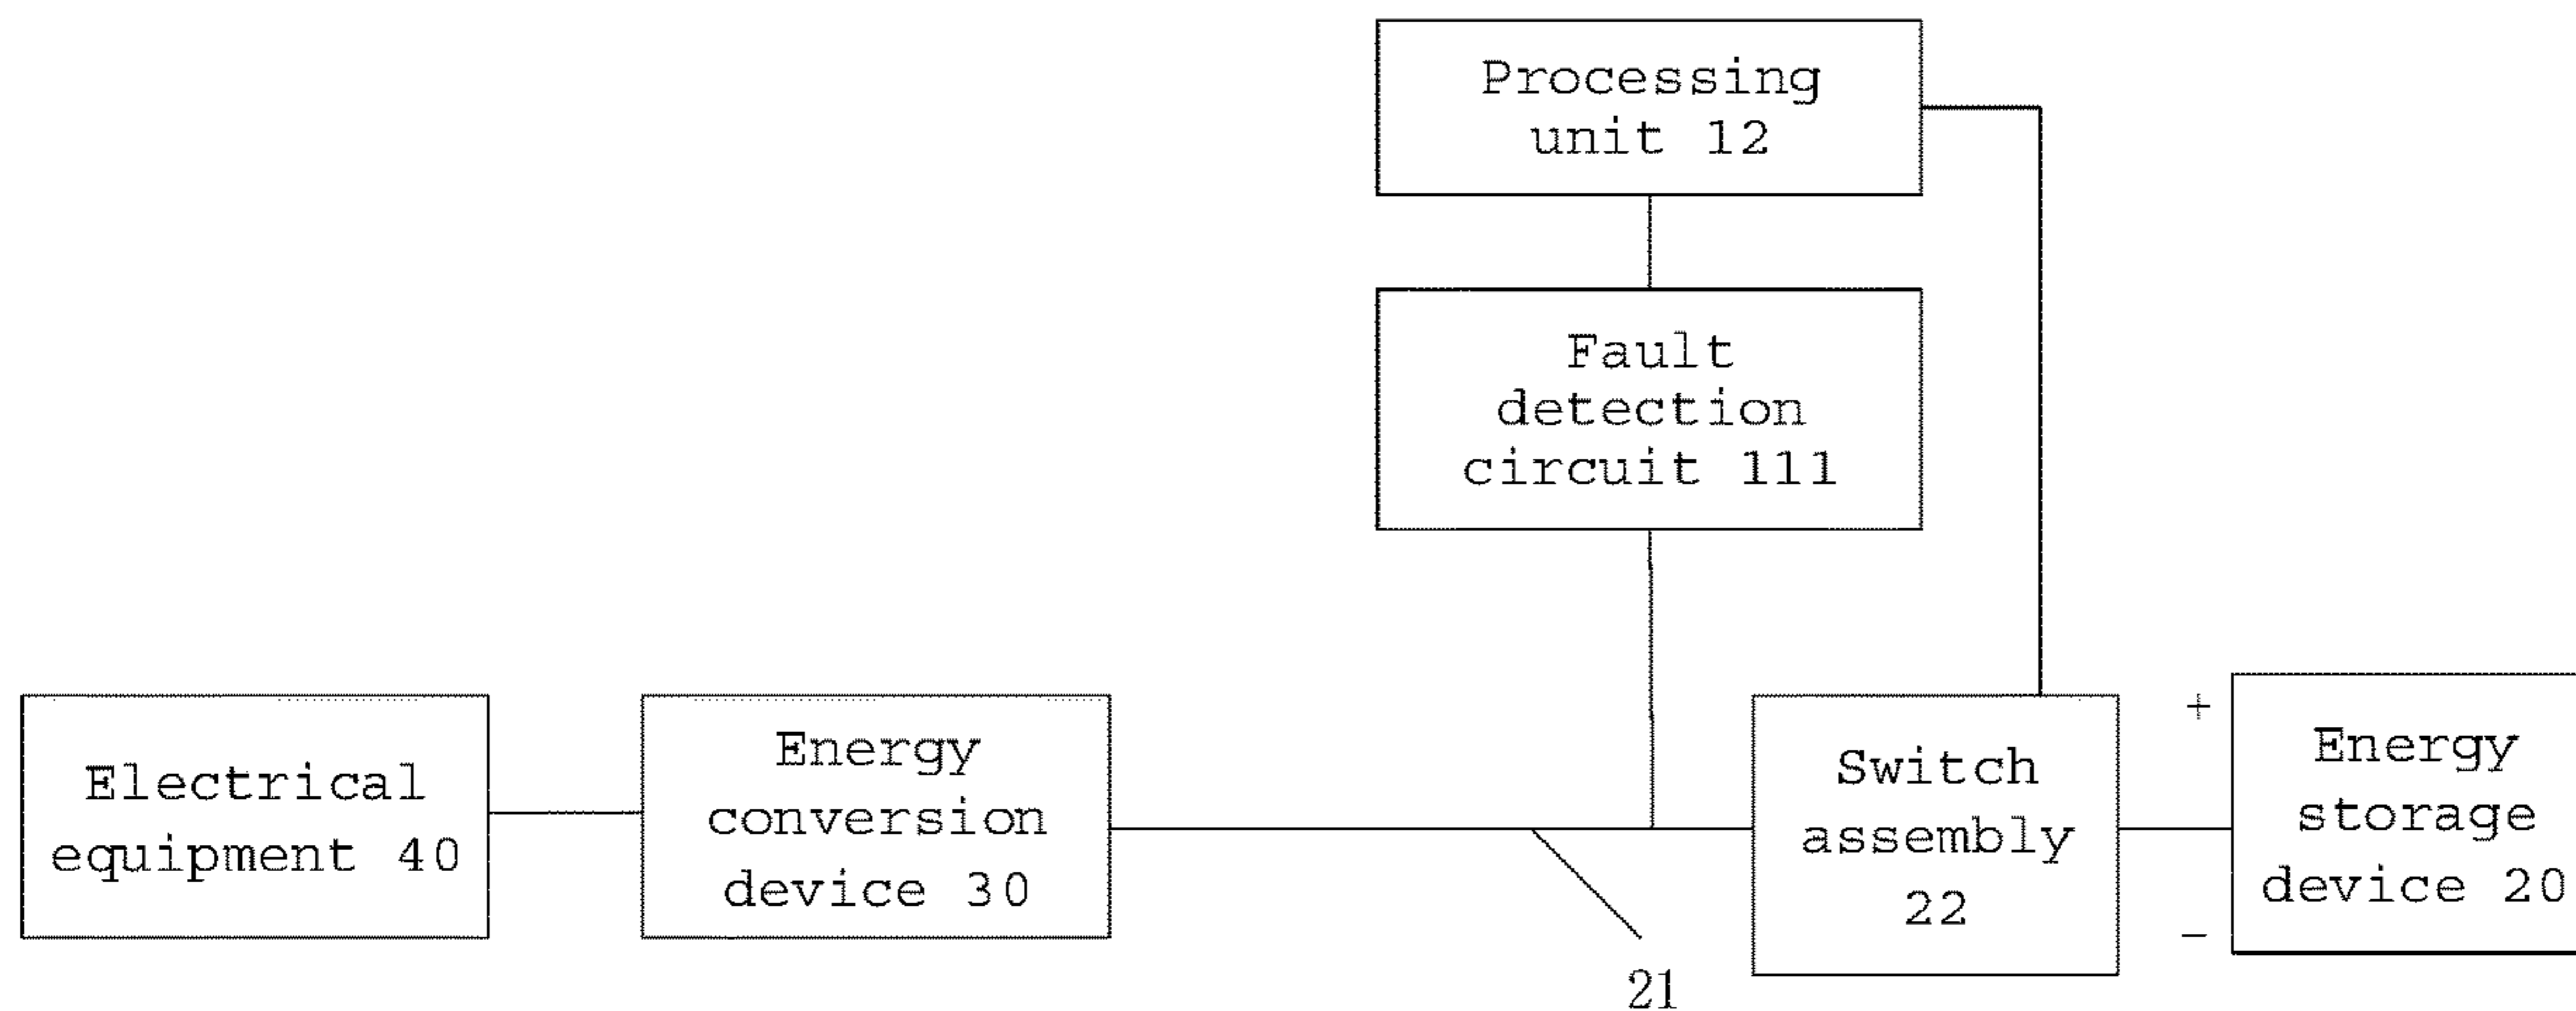 Processing
unit 12
Fault
detection
circuit 111
Electrical
equipment 40
Energy
conversion
device 30
21
Switch
assembly
22
+
−
Energy
storage
device 20